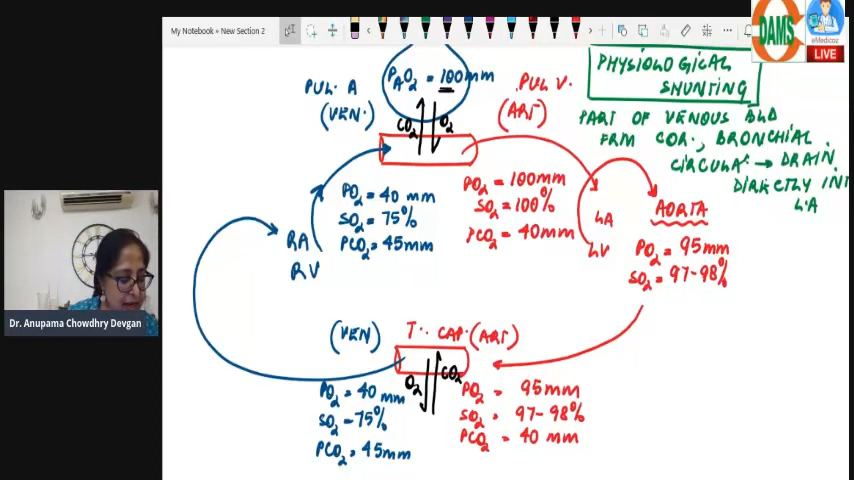 My Notebook » New Section 2
DAMS
eMedicoz
LIVE
PHYSIOLOGICAL
SHUNTING
PUL. A
(VEN.)
PAO2 = 100mm
CO2
O2
PUL V.
(ART)
PART OF VENOUS BLD
FRM COR., BRONCHIAL
CIRCULAR → DRAIN
DIRECTLY INT
LA
PO2 = 40 mm
SO2 = 75%
PCO2 = 45mm
PO2 = 100mm
SO2 = 100%
PCO2 = 40mm
RA
RV
LA
LV
AORTA
PO2 = 95mm
SO2 = 97-98%
Dr. Anupama Chowdhry Devgan
(VEN)
T. CAP. (ART)
O2
CO2
PO2 = 40 mm
SO2 - 75%
PCO2 = 45mm
PO2 = 95mm
SO2 = 97-98%
PCO2 = 40 mm